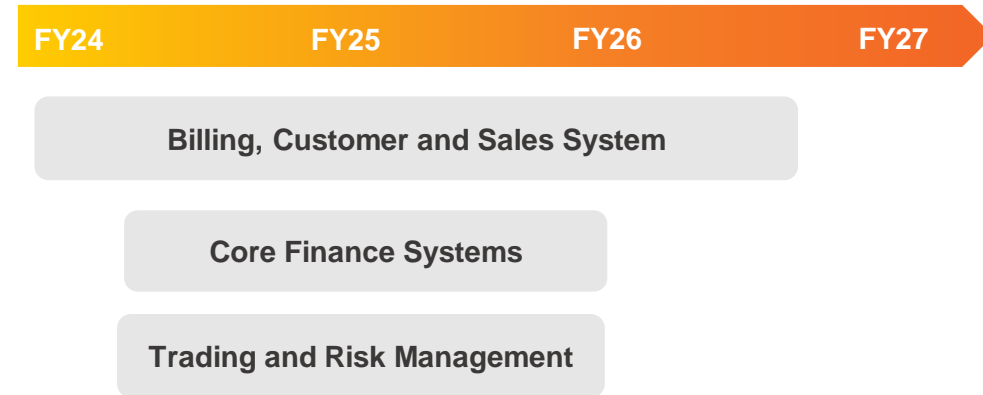 FY24 FY25 FY26 FY27
Billing, Customer and Sales System
Core Finance Systems
Trading and Risk Management